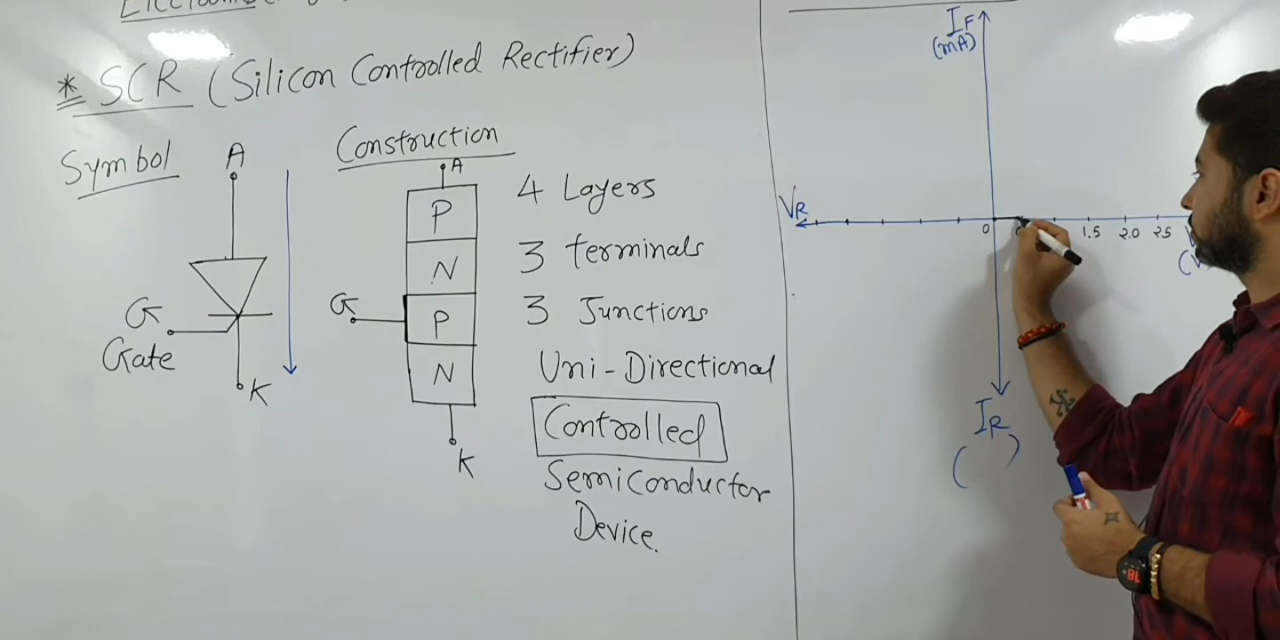 * SCR (Silicon Controlled Rectifier)
Symbol
A
G
Gate
K
Construction
A
P
N
G
P
N
K
4 Layers
3 terminals
3 Junctions
Uni-Directional
Controlled
Semiconductor
Device.
IF
(mA)
VR
0
1.5
2.0
2.5
IR
( )